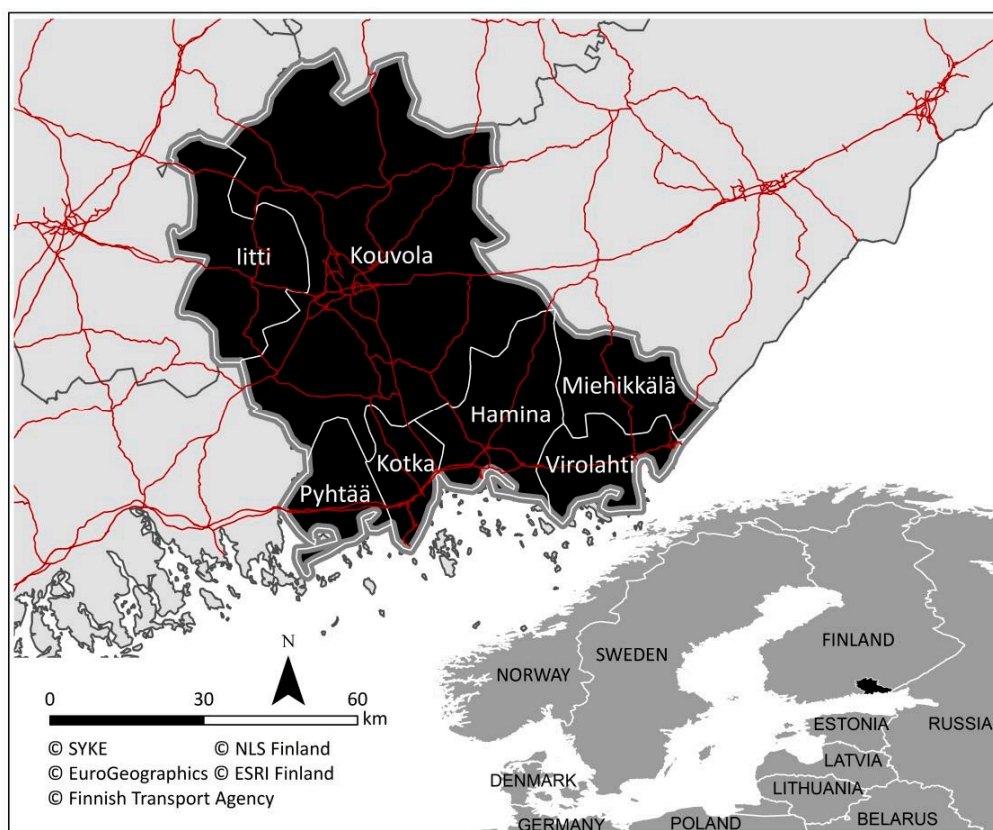 Iitti
Kouvola
Miehikkälä
Hamina
Kotka
Virolahti
Pyhtää
N
0 30 60
km
© SYKE © NLS Finland
© EuroGeographics © ESRI Finland
© Finnish Transport Agency
FINLAND
SWEDEN
NORWAY
ESTONIA
RUSSIA
LATVIA
DENMARK
LITHUANIA
BELARUS
POLAND
GERMANY